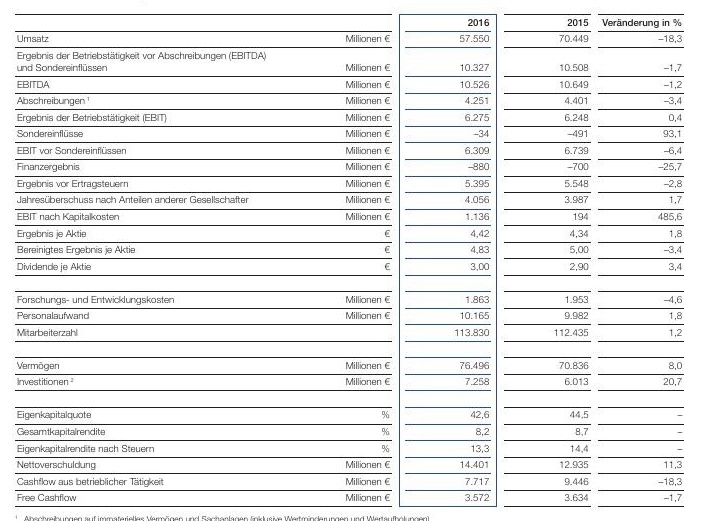 2016 2015 Veränderung in %
Umsatz Millionen € 57.550 70.449 –18,3
Ergebnis der Betriebstätigkeit vor Abschreibungen (EBITDA)
und Sondereinflüssen Millionen € 10.327 10.508 –1,7
EBITDA Millionen € 10.526 10.649 –1,2
Abschreibungen ¹ Millionen € 4.251 4.401 –3,4
Ergebnis der Betriebstätigkeit (EBIT) Millionen € 6.275 6.248 0,4
Sondereinflüsse Millionen € –34 –491 93,1
EBIT vor Sondereinflüssen Millionen € 6.309 6.739 –6,4
Finanzergebnis Millionen € –880 –700 –25,7
Ergebnis vor Ertragsteuern Millionen € 5.395 5.548 –2,8
Jahresüberschuss nach Anteilen anderer Gesellschafter Millionen € 4.056 3.987 1,7
EBIT nach Kapitalkosten Millionen € 1.136 194 485,6
Ergebnis je Aktie € 4,42 4,34 1,8
Bereinigtes Ergebnis je Aktie € 4,83 5,00 –3,4
Dividende je Aktie € 3,00 2,90 3,4
Forschungs- und Entwicklungskosten Millionen € 1.863 1.953 –4,6
Personalaufwand Millionen € 10.165 9.982 1,8
Mitarbeiterzahl 113.830 112.435 1,2
Vermögen Millionen € 76.496 70.836 8,0
Investitionen ² Millionen € 7.258 6.013 20,7
Eigenkapitalquote % 42,6 44,5 –
Gesamtkapitalrendite % 8,2 8,7 –
Eigenkapitalrendite nach Steuern % 13,3 14,4 –
Nettoverschuldung Millionen € 14.401 12.935 11,3
Cashflow aus betrieblicher Tätigkeit Millionen € 7.717 9.446 –18,3
Free Cashflow Millionen € 3.572 3.634 –1,7
¹ Abschreibungen auf immaterielles Vermögen und Sachanlagen (inklusive Wertminderungen und Wertaufholungen)